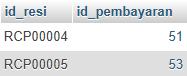 id_resi id_pembayaran
RCP00004 51
RCP00005 53